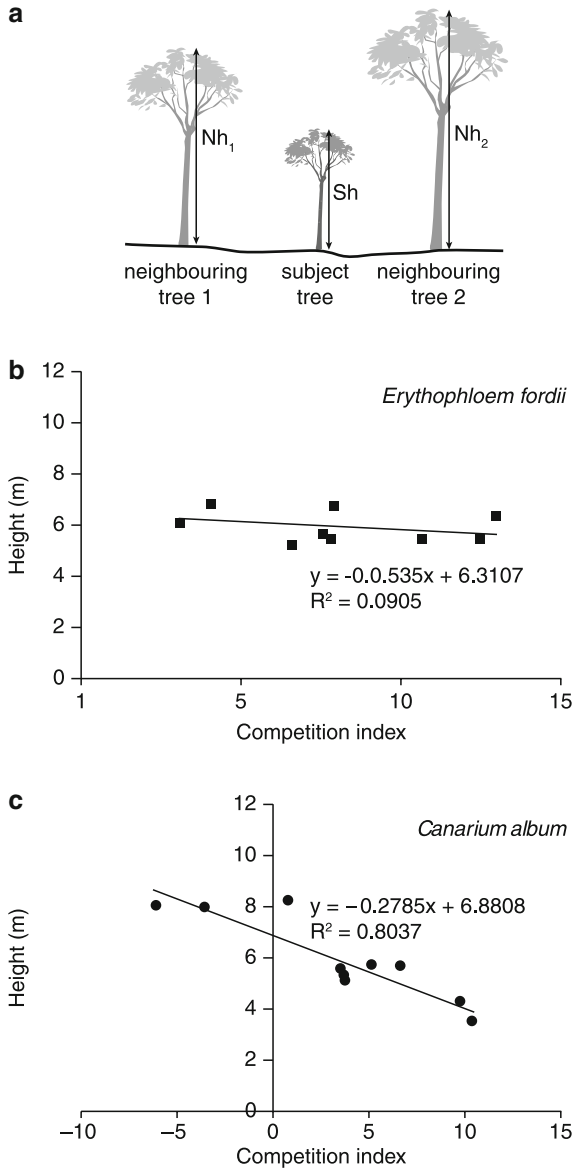 a
Nh1
Sh
Nh2
neighbouring
tree 1
subject
tree
neighbouring
tree 2
b
12
10
8
6
4
2
0
Height (m)
Erythophloem fordii
y = -0.0.535x + 6.3107
R² = 0.0905
1
5
10
15
Competition index
c
12
10
8
6
4
2
0
Height (m)
Canarium album
y = −0.2785x + 6.8808
R² = 0.8037
−10
−5
0
5
10
15
Competition index